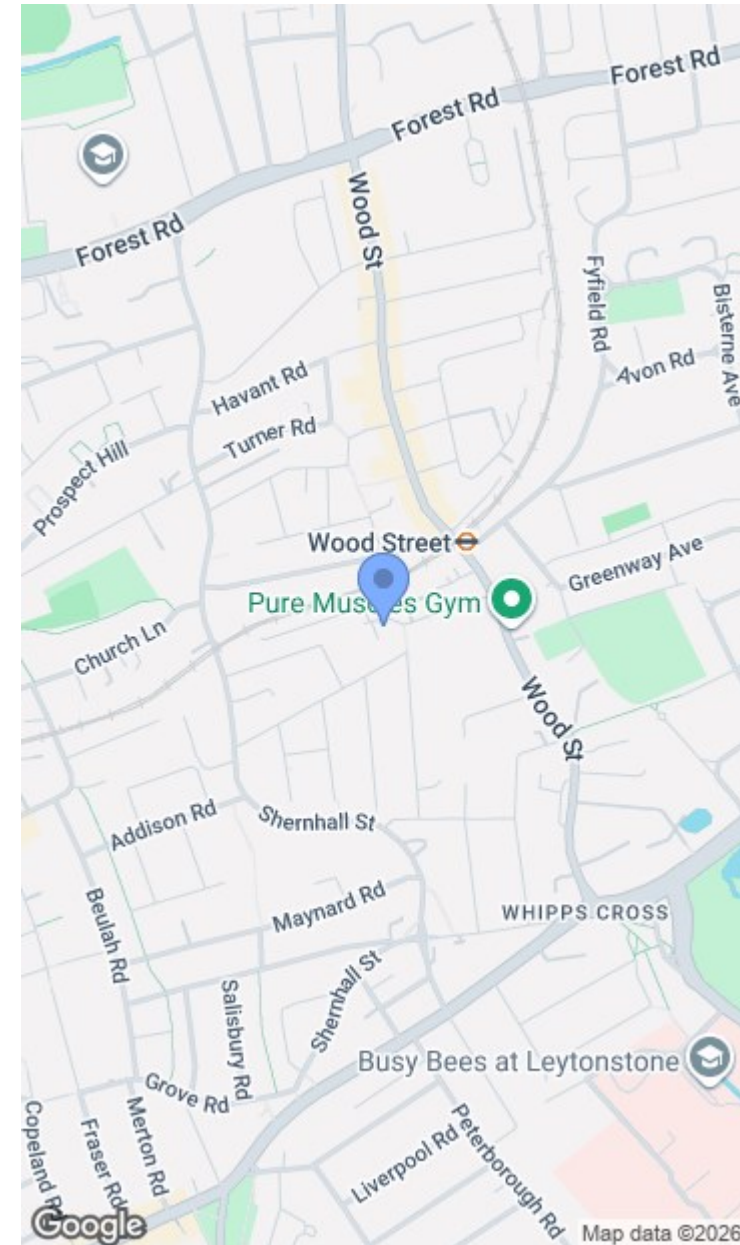 Forest Rd
Forest Rd
Forest Rd
Wood St
Fyfield Rd
Bisterne Ave
Avon Rd
Havant Rd
Turner Rd
Prospect Hill
Wood Street
Greenway Ave
Pure Muscles Gym
Church Ln
Wood St
Addison Rd
Shernhall St
Maynard Rd
WHIPPS CROSS
Beulah Rd
Shernhall St
Salisbury Rd
Busy Bees at Leytonstone
Grove Rd
Copeland Rd
Fraser Rd
Merton Rd
Liverpool Rd
Peterborough Rd
Google
Map data ©2026